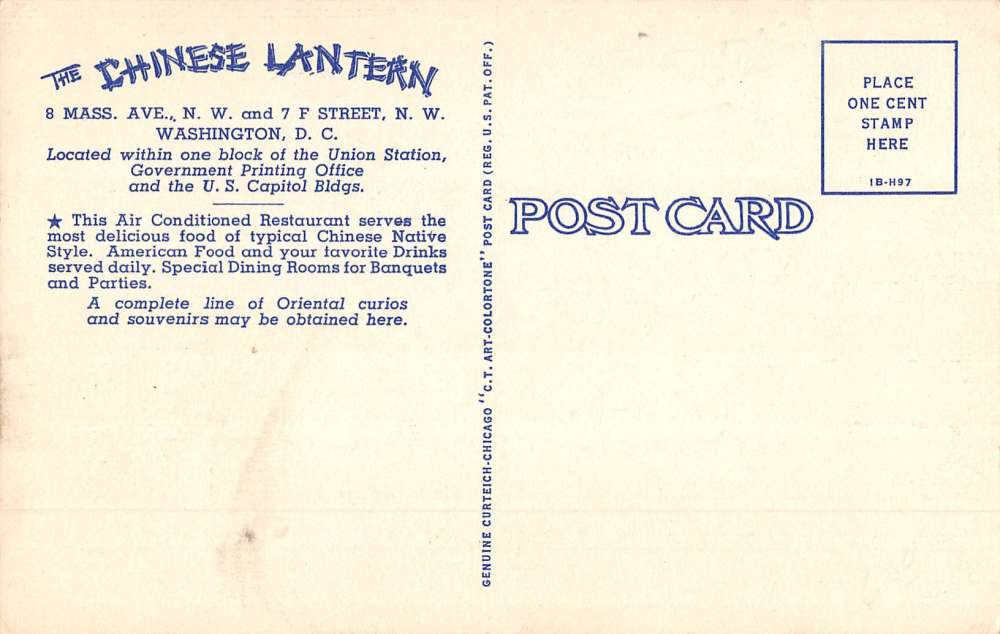 THE CHINESE LANTERN
8 MASS. AVE., N. W. and 7 F STREET, N. W.
WASHINGTON, D. C.
Located within one block of the Union Station,
Government Printing Office
and the U. S. Capitol Bldgs.
★ This Air Conditioned Restaurant serves the
most delicious food of typical Chinese Native
Style. American Food and your favorite Drinks
served daily. Special Dining Rooms for Banquets
and Parties.
A complete line of Oriental curios
and souvenirs may be obtained here.
GENUINE CURTEICH-CHICAGO "C.T. ART-COLORTONE" POST CARD (REG. U.S. PAT. OFF.)
POST CARD
PLACE
ONE CENT
STAMP
HERE
1B-H97